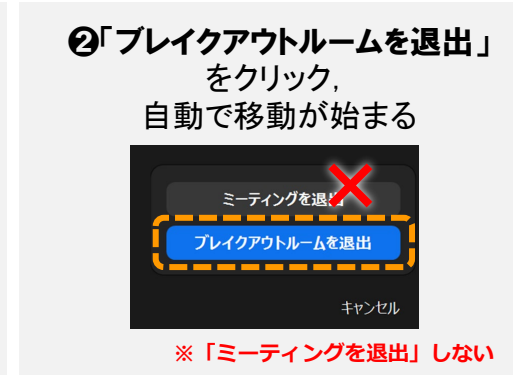 ❷「ブレイクアウトルームを退出」
をクリック，
自動で移動が始まる
ミーティングを退出
ブレイクアウトルームを退出
キャンセル
※「ミーティングを退出」しない